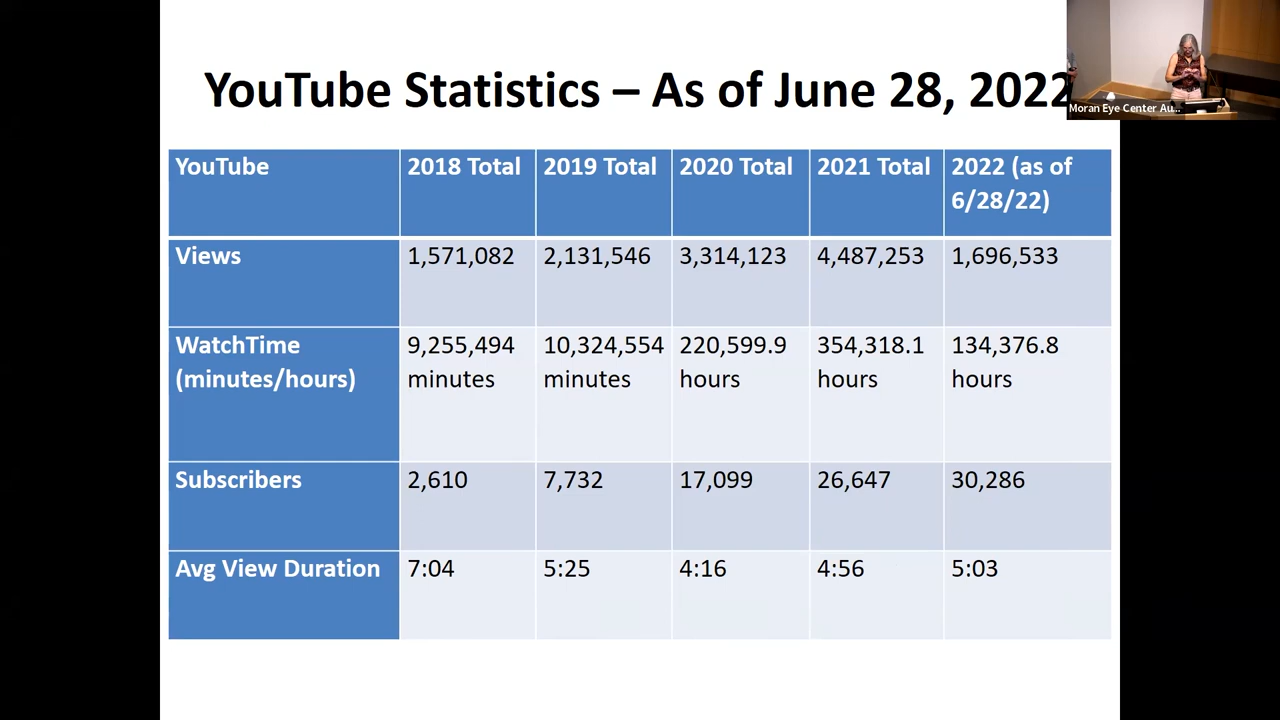 YouTube Statistics – As of June 28, 2022
Moran Eye Center Au...
YouTube 2018 Total 2019 Total 2020 Total 2021 Total 2022 (as of
6/28/22)
Views 1,571,082 2,131,546 3,314,123 4,487,253 1,696,533
WatchTime 9,255,494 10,324,554 220,599.9 354,318.1 134,376.8
(minutes/hours) minutes minutes hours hours hours
Subscribers 2,610 7,732 17,099 26,647 30,286
Avg View Duration 7:04 5:25 4:16 4:56 5:03